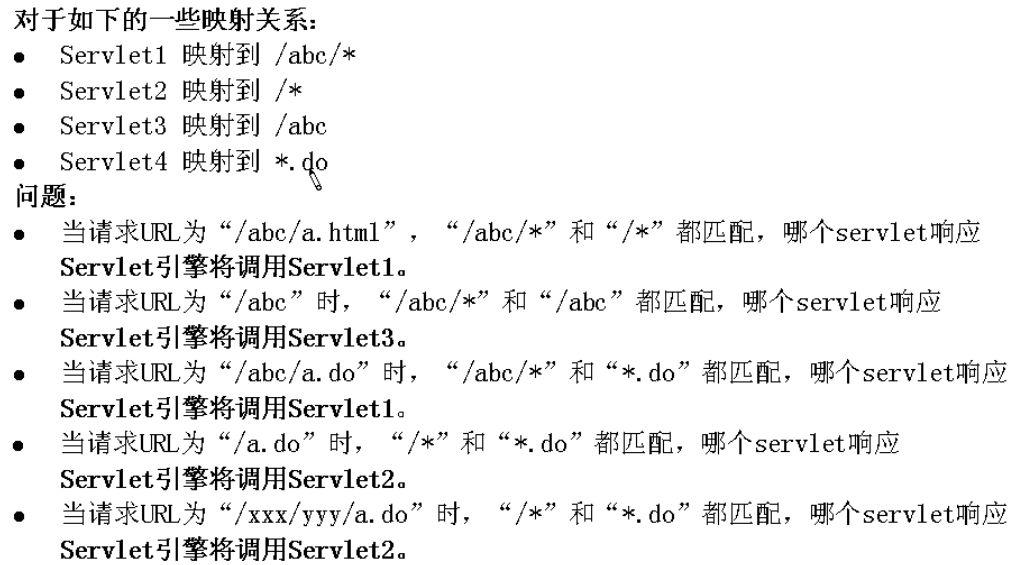 对于如下的一些映射关系：
● Servlet1 映射到 /abc/*
● Servlet2 映射到 /*
● Servlet3 映射到 /abc
● Servlet4 映射到 *.do
问题：
● 当请求URL为“/abc/a.html”，“/abc/*”和“/*”都匹配，哪个servlet响应
Servlet引擎将调用Servlet1。
● 当请求URL为“/abc”时，“/abc/*”和“/abc”都匹配，哪个servlet响应
Servlet引擎将调用Servlet3。
● 当请求URL为“/abc/a.do”时，“/abc/*”和“*.do”都匹配，哪个servlet响应
Servlet引擎将调用Servlet1。
● 当请求URL为“/a.do”时，“/*”和“*.do”都匹配，哪个servlet响应
Servlet引擎将调用Servlet2。
● 当请求URL为“/xxx/yyy/a.do”时，“/*”和“*.do”都匹配，哪个servlet响应
Servlet引擎将调用Servlet2。